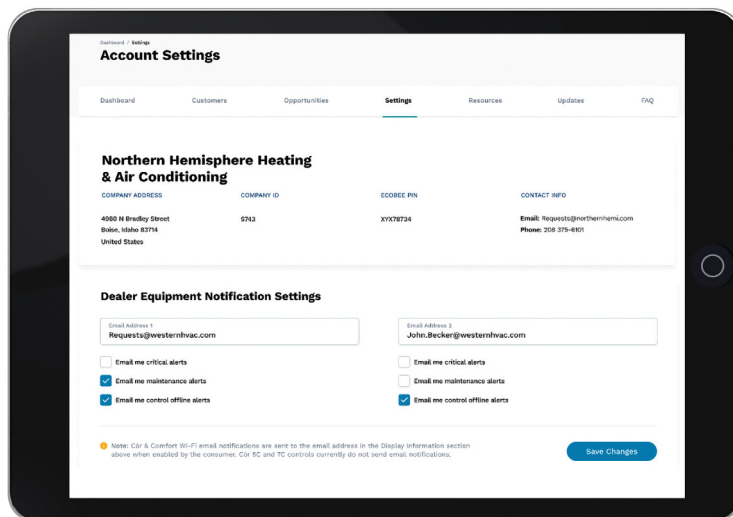 Dashboard / Settings
Account Settings
Dashboard
Customers
Opportunities
Settings
Resources
Updates
FAQ
Northern Hemisphere Heating
& Air Conditioning
COMPANY ADDRESS
4980 N Bradley Street
Boise, Idaho 83714
United States
COMPANY ID
5743
ECOBEE PIN
XYX78734
CONTACT INFO
Email: Requests@northernhemi.com
Phone: 208 375-6101
Dealer Equipment Notification Settings
Email Address 1
Requests@westernhvac.com
Email me critical alerts
Email me maintenance alerts
Email me control offline alerts
Email Address 2
John.Becker@westernhvac.com
Email me critical alerts
Email me maintenance alerts
Email me control offline alerts
Note: Cór & Comfort Wi-Fi email notifications are sent to the email address in the Display Information section
above when enabled by the consumer. Cór 5C and 7C controls currently do not send email notifications.
Save Changes